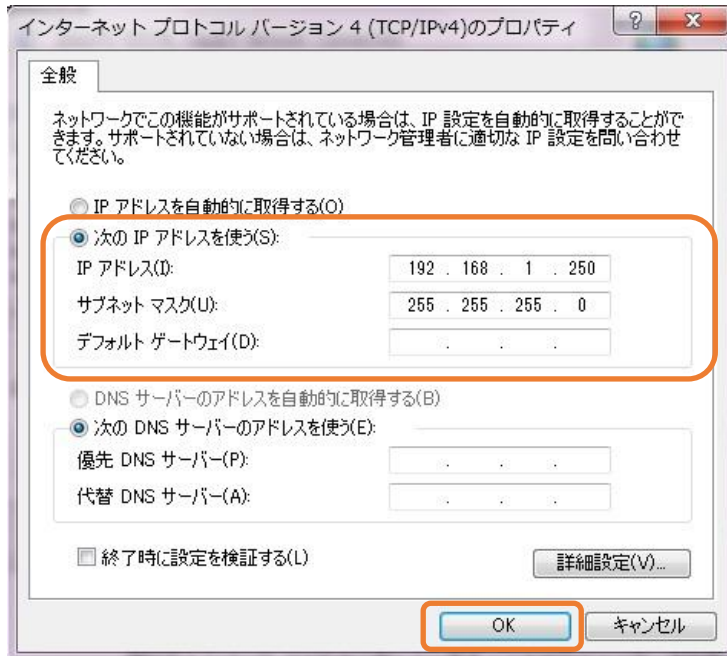 インターネット プロトコル バージョン 4 (TCP/IPv4)のプロパティ
全般
ネットワークでこの機能がサポートされている場合は、IP 設定を自動的に取得することがで
きます。サポートされていない場合は、ネットワーク管理者に適切な IP 設定を問い合わせ
てください。
IP アドレスを自動的に取得する(O)
次の IP アドレスを使う(S):
IP アドレス(I): 192 . 168 . 1 . 250
サブネット マスク(U): 255 . 255 . 255 . 0
デフォルト ゲートウェイ(D): . . .
DNS サーバーのアドレスを自動的に取得する(B)
次の DNS サーバーのアドレスを使う(E):
優先 DNS サーバー(P): . . .
代替 DNS サーバー(A): . . .
終了時に設定を検証する(L)
詳細設定(V)...
OK キャンセル